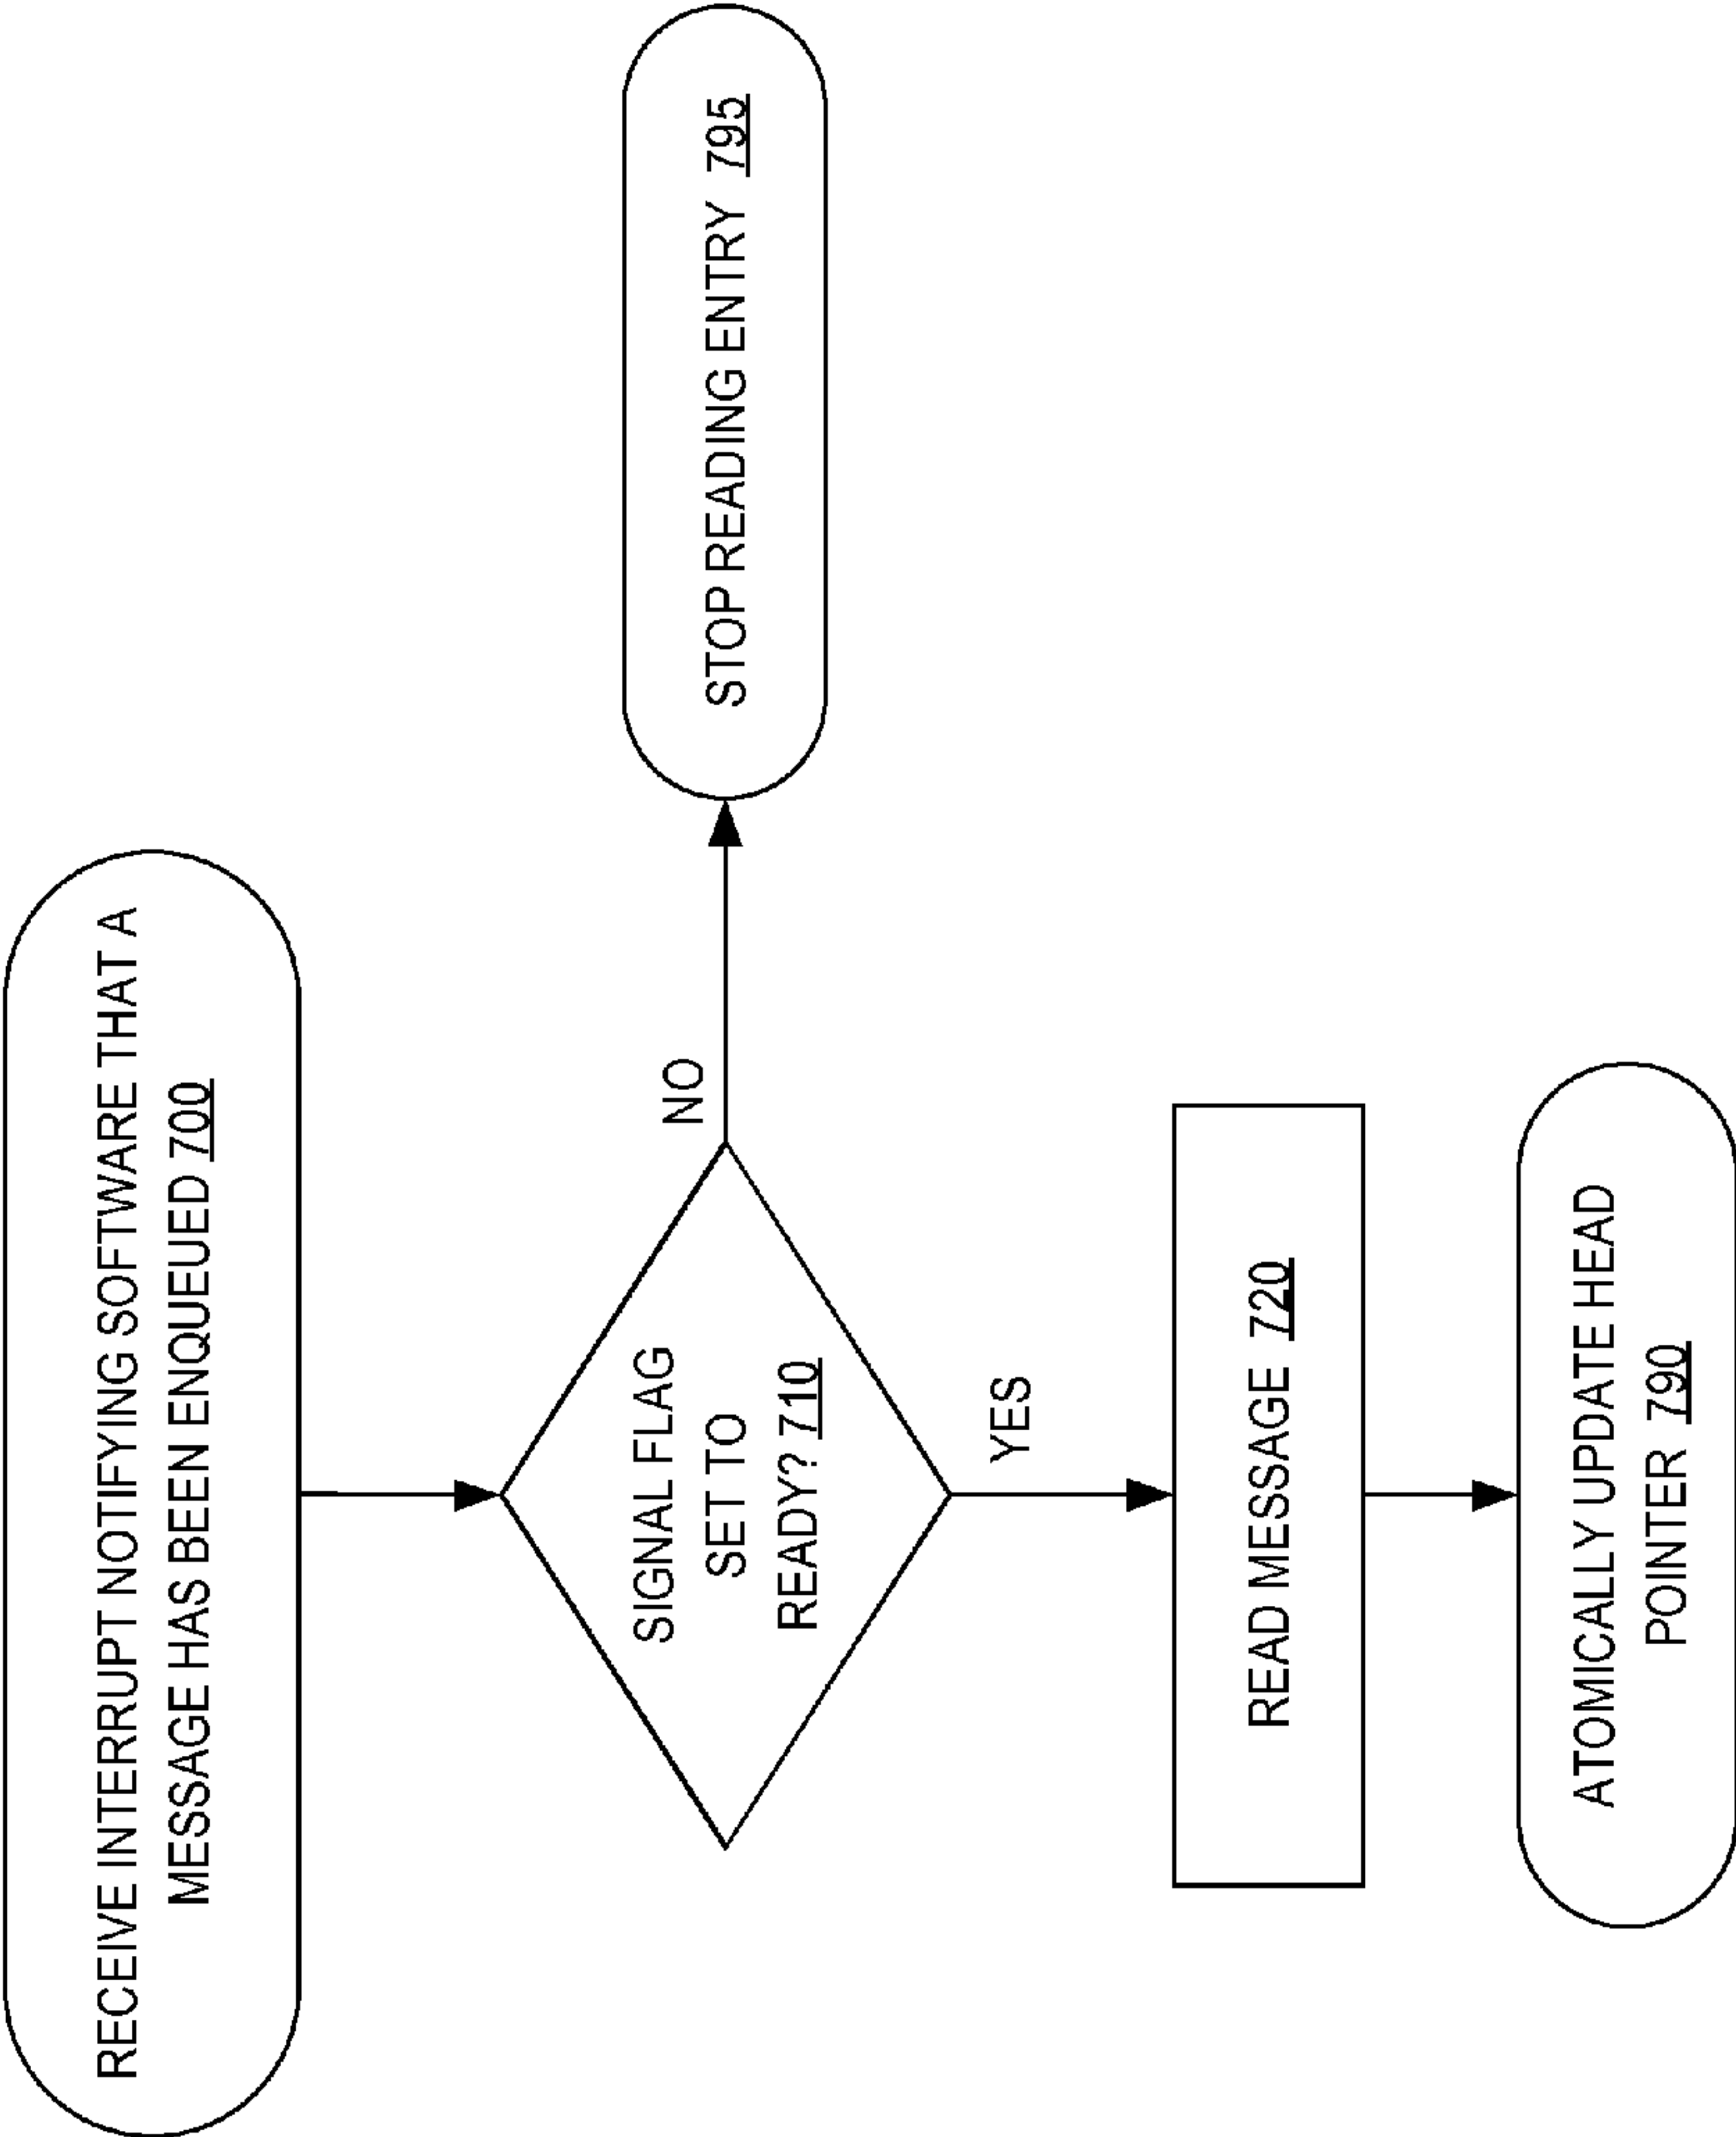 RECEIVE INTERRUPT NOTIFYING SOFTWARE THAT A
MESSAGE HAS BEEN ENQUEUED 700
SIGNAL FLAG
SET TO
READY? 710
NO
STOP READING ENTRY 795
YES
READ MESSAGE 720
ATOMICALLY UPDATE HEAD
POINTER 790